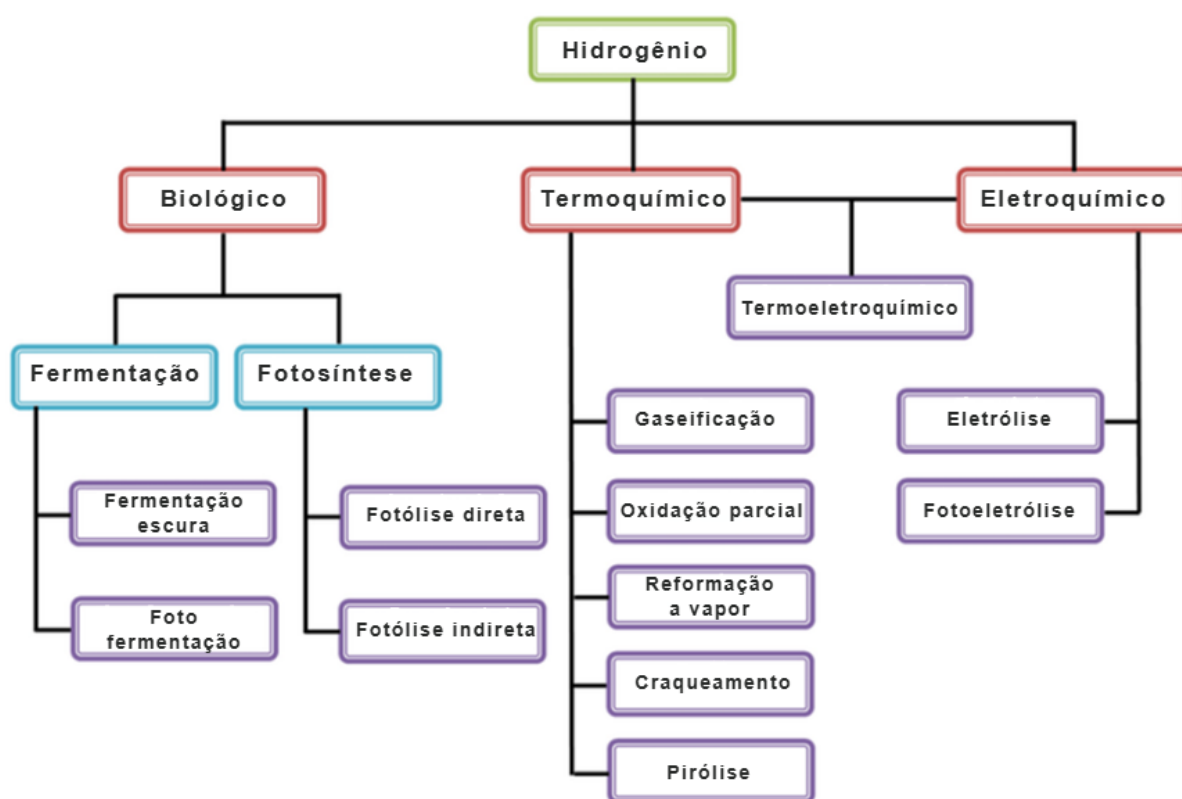 Hidrogênio
Biológico
Termoquímico
Eletroquímico
Termoeletroquímico
Fermentação
Fotosíntese
Gaseificação
Eletrólise
Fermentação
escura
Fotólise direta
Oxidação parcial
Fotoeletrólise
Reformação
a vapor
Foto
fermentação
Fotólise indireta
Craqueamento
Pirólise